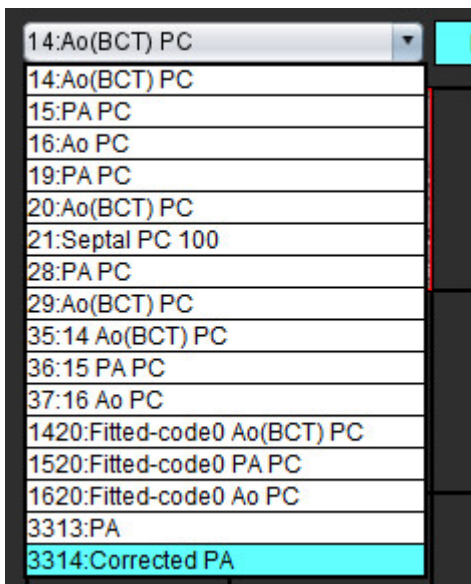 14:Ao(BCT) PC
14:Ao(BCT) PC
15:PA PC
16:Ao PC
19:PA PC
20:Ao(BCT) PC
21:Septal PC 100
28:PA PC
29:Ao(BCT) PC
35:14 Ao(BCT) PC
36:15 PA PC
37:16 Ao PC
1420:Fitted-code0 Ao(BCT) PC
1520:Fitted-code0 PA PC
1620:Fitted-code0 Ao PC
3313:PA
3314:Corrected PA